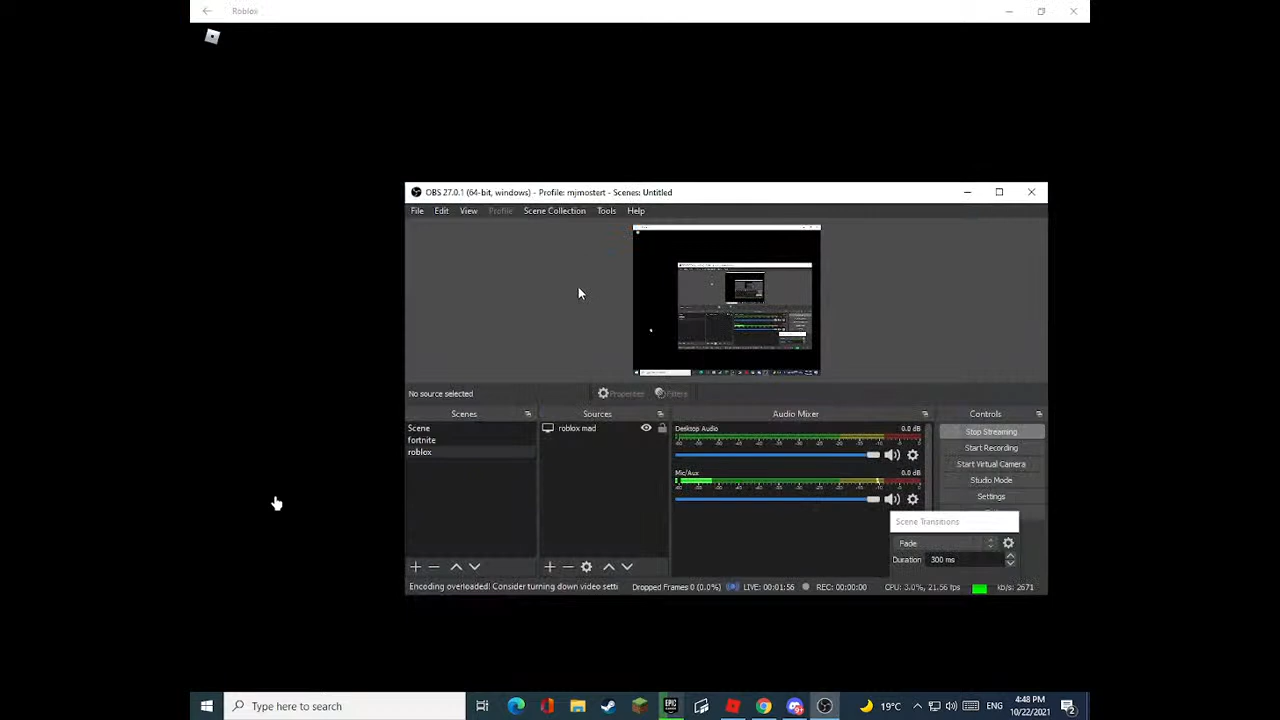 Roblox
OBS 27.0.1 (64-bit, windows) - Profile: mjmostert - Scenes: Untitled
File Edit View Profile Scene Collection Tools Help
No source selected
Properties Filters
Scenes
Scene
fortnite
roblox
Sources
roblox mad
Audio Mixer
Desktop Audio 0.0 dB
Mic/Aux 0.0 dB
Controls
Stop Streaming
Start Recording
Start Virtual Camera
Studio Mode
Settings
Scene Transitions
Fade
Duration 300 ms
Encoding overloaded! Consider turning down video setti Dropped Frames 0 (0.0%) LIVE: 00:01:56 REC: 00:00:00 CPU: 3.0%, 21.56 fps kb/s: 2671
Type here to search
EPIC
19°C
ENG
4:48 PM
10/22/2021
2